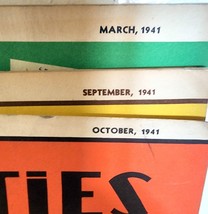 MARCH, 1941
SEPTEMBER, 1941
OCTOBER, 1941
TIES